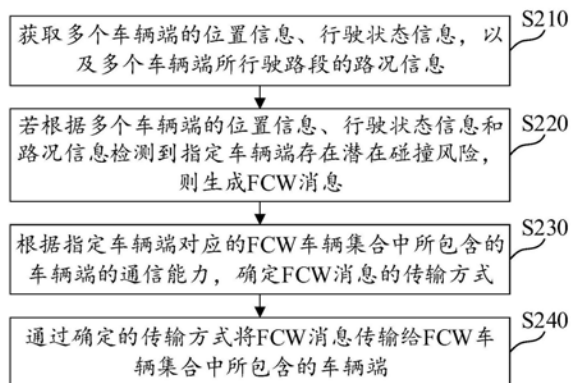 S210
获取多个车辆端的位置信息、行驶状态信息，以
及多个车辆端所行驶路段的路况信息
S220
若根据多个车辆端的位置信息、行驶状态信息和
路况信息检测到指定车辆端存在潜在碰撞风险，
则生成FCW消息
S230
根据指定车辆端对应的FCW车辆集合中所包含的
车辆端的通信能力，确定FCW消息的传输方式
S240
通过确定的传输方式将FCW消息传输给FCW车
辆集合中所包含的车辆端